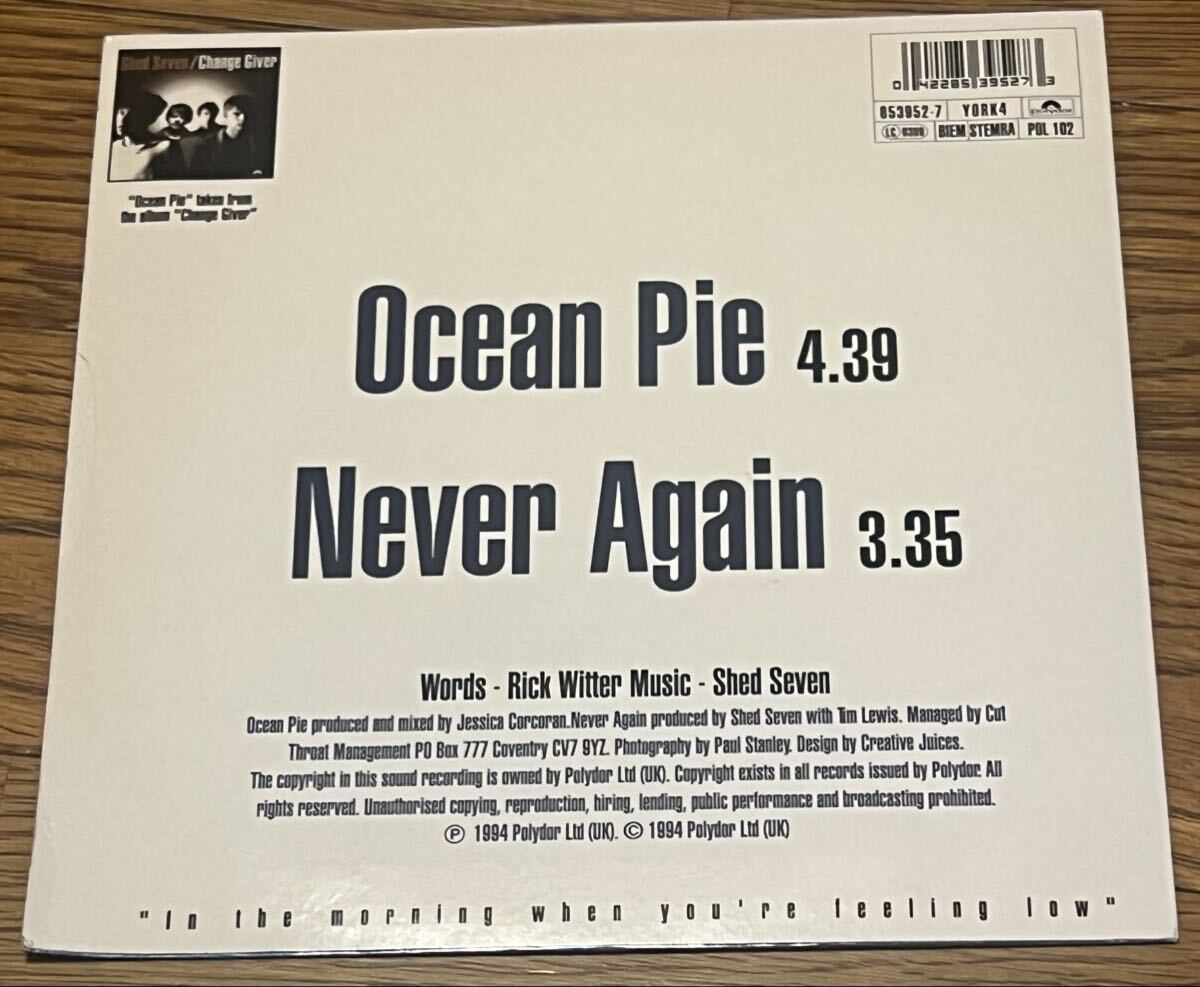 Shed Seven/Change Giver
"Ocean Pie" taken from
the album "Change Giver"
0 42285 39527 3
853952-7 YORK4 polydor
LC 0309 BIEM STEMRA POL 102
Ocean Pie 4.39
Never Again 3.35
Words - Rick Witter Music - Shed Seven
Ocean Pie produced and mixed by Jessica Corcoran.Never Again produced by Shed Seven with Tim Lewis. Managed by Cut
Throat Management PO Box 777 Coventry CV7 9YZ. Photography by Paul Stanley. Design by Creative Juices.
The copyright in this sound recording is owned by Polydor Ltd (UK). Copyright exists in all records issued by Polydor. All
rights reserved. Unauthorised copying, reproduction, hiring, lending, public performance and broadcasting prohibited.
Ⓟ 1994 Polydor Ltd (UK). © 1994 Polydor Ltd (UK)
"In the morning when you're feeling low"